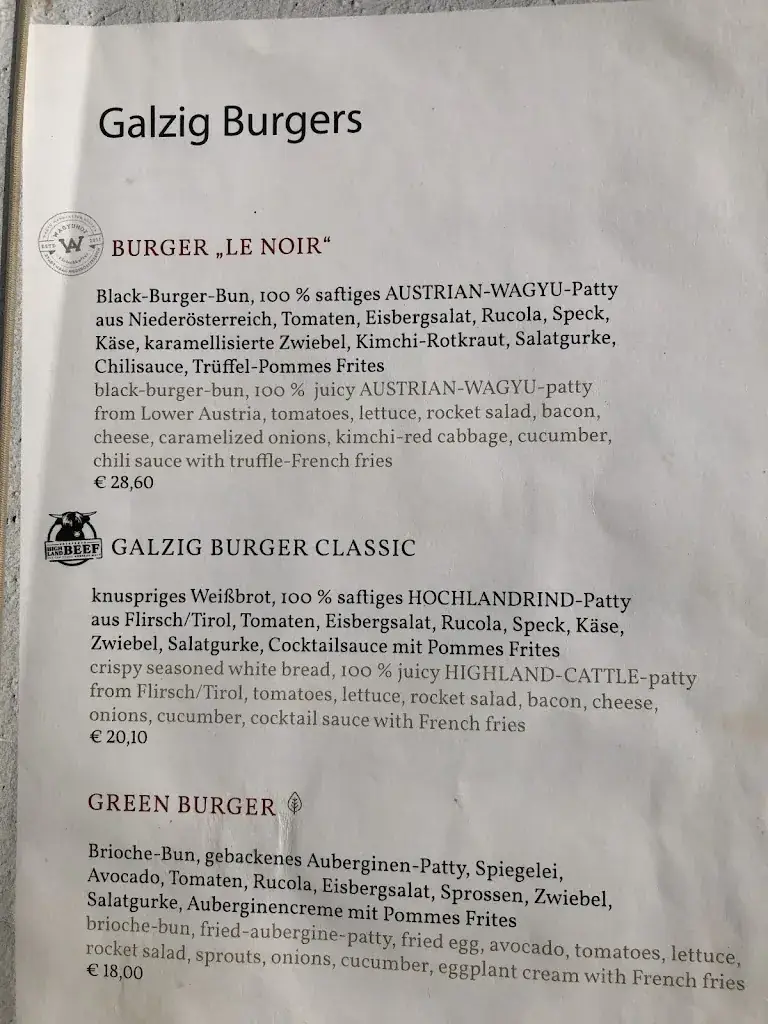 Galzig Burgers
WAGYUHOF
W
BURGER „LE NOIR“
Black-Burger-Bun, 100 % saftiges AUSTRIAN-WAGYU-Patty
aus Niederösterreich, Tomaten, Eisbergsalat, Rucola, Speck,
Käse, karamellisierte Zwiebel, Kimchi-Rotkraut, Salatgurke,
Chilisauce, Trüffel-Pommes Frites
black-burger-bun, 100 % juicy AUSTRIAN-WAGYU-patty
from Lower Austria, tomatoes, lettuce, rocket salad, bacon,
cheese, caramelized onions, kimchi-red cabbage, cucumber,
chili sauce with truffle-French fries
€ 28,60
HIGH
LAND BEEF
GALZIG BURGER CLASSIC
knuspriges Weißbrot, 100 % saftiges HOCHLANDRIND-Patty
aus Flirsch/Tirol, Tomaten, Eisbergsalat, Rucola, Speck, Käse,
Zwiebel, Salatgurke, Cocktailsauce mit Pommes Frites
crispy seasoned white bread, 100 % juicy HIGHLAND-CATTLE-patty
from Flirsch/Tirol, tomatoes, lettuce, rocket salad, bacon, cheese,
onions, cucumber, cocktail sauce with French fries
€ 20,10
GREEN BURGER
Brioche-Bun, gebackenes Auberginen-Patty, Spiegelei,
Avocado, Tomaten, Rucola, Eisbergsalat, Sprossen, Zwiebel,
Salatgurke, Auberginencreme mit Pommes Frites
brioche-bun, fried-aubergine-patty, fried egg, avocado, tomatoes, lettuce,
rocket salad, sprouts, onions, cucumber, eggplant cream with French fries
€ 18,00